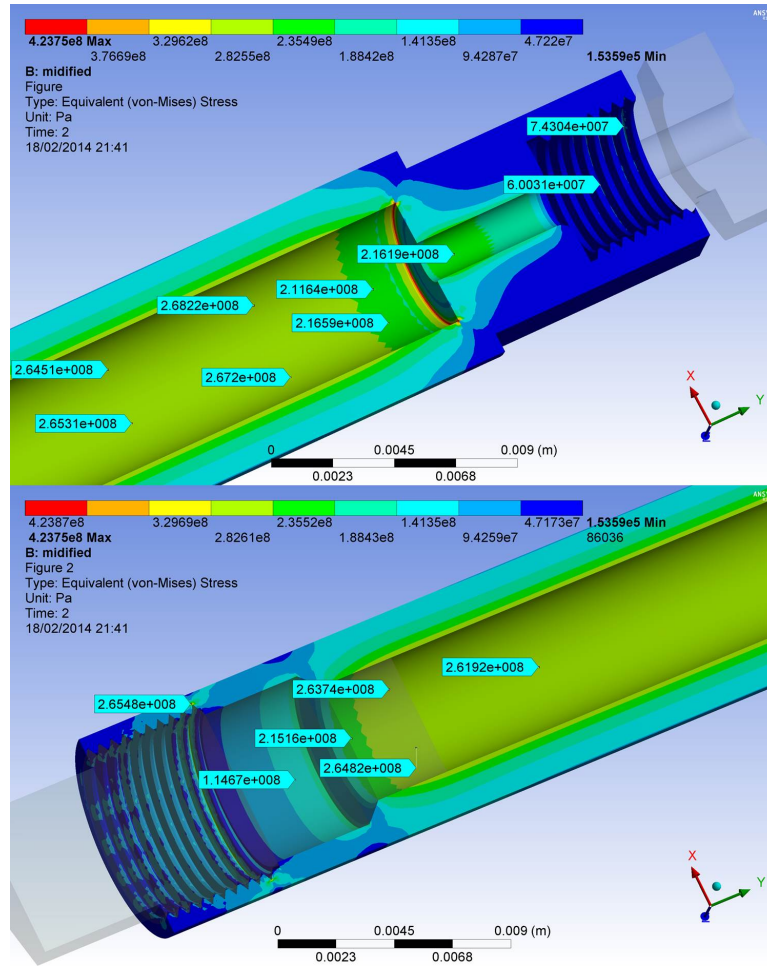 ANS
4.2375e8 Max 3.2962e8 2.3549e8 1.4135e8 4.722e7
3.7669e8 2.8255e8 1.8842e8 9.4287e7 1.5359e5 Min
B: midified
Figure
Type: Equivalent (von-Mises) Stress
Unit: Pa
Time: 2
18/02/2014 21:41
7.4304e+007
6.0031e+007
2.1619e+008
2.1164e+008
2.6822e+008
2.1659e+008
2.6451e+008
2.672e+008
2.6531e+008
X
Y
0 0.0045 0.009 (m)
0.0023 0.0068
ANS
4.2387e8 3.2969e8 2.3552e8 1.4135e8 4.7173e7 1.5359e5 Min
4.2375e8 Max 2.8261e8 1.8843e8 9.4259e7 86036
B: midified
Figure 2
Type: Equivalent (von-Mises) Stress
Unit: Pa
Time: 2
18/02/2014 21:41
2.6192e+008
2.6374e+008
2.6548e+008
2.1516e+008
2.6482e+008
1.1467e+008
X
Y
0 0.0045 0.009 (m)
0.0023 0.0068